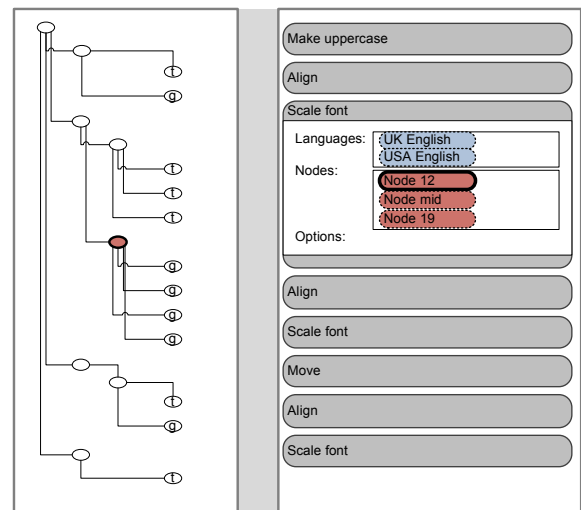 t
g
t
t
t
g
g
g
g
t
g
t
Make uppercase
Align
Scale font
Languages:
UK English
USA English
Nodes:
Node 12
Node mid
Node 19
Options:
Align
Scale font
Move
Align
Scale font